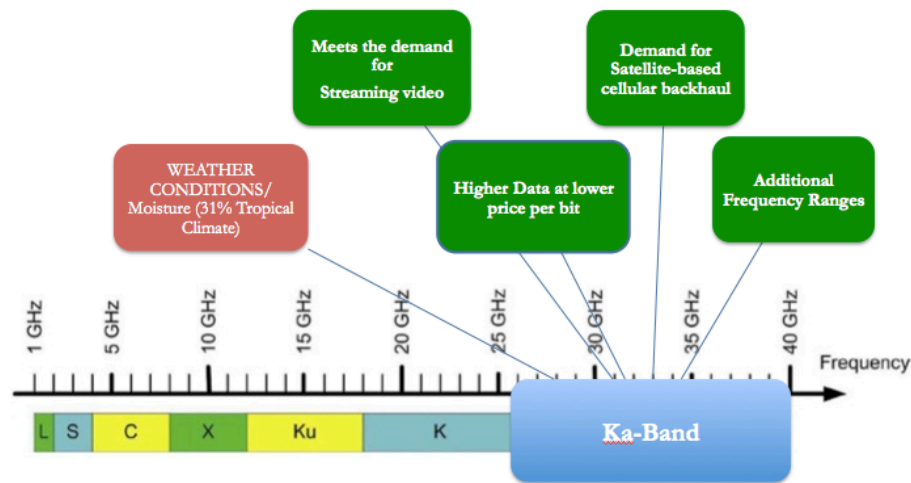 Meets the demand
for
Streaming video
Demand for
Satellite-based
cellular backhaul
WEATHER
CONDITIONS/
Moisture (31% Tropical
Climate)
Higher Data at lower
price per bit
Additional
Frequency Ranges
1 GHz
5 GHz
10 GHz
15 GHz
20 GHz
25 GHz
30 GHz
35 GHz
40 GHz
Frequency
L
S
C
X
Ku
K
Ka-Band